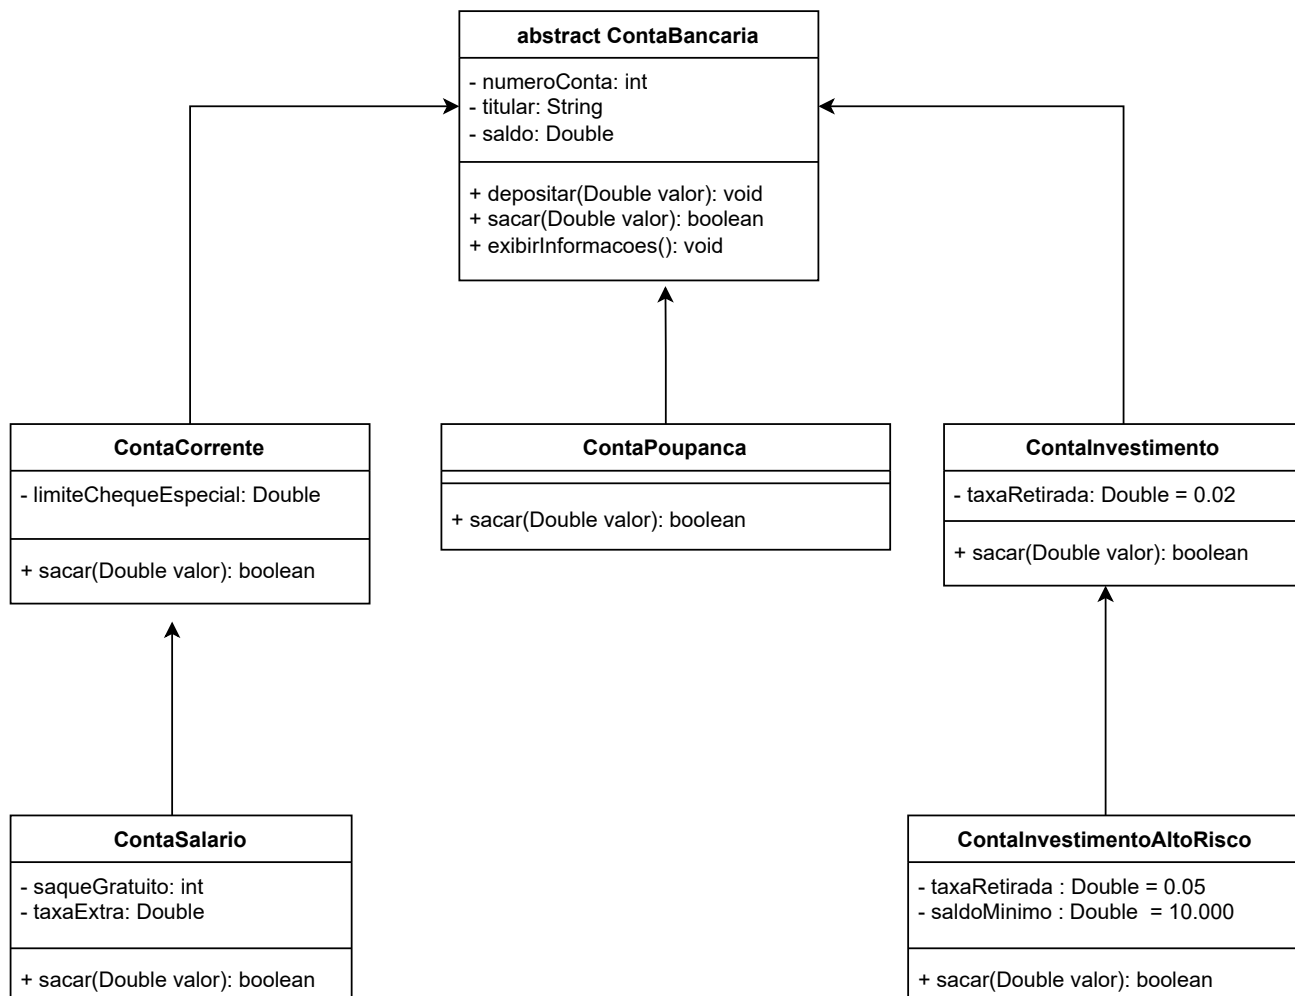 abstract ContaBancaria
- numeroConta: int
- titular: String
- saldo: Double
+ depositar(Double valor): void
+ sacar(Double valor): boolean
+ exibirInformacoes(): void
ContaCorrente
- limiteChequeEspecial: Double
+ sacar(Double valor): boolean
ContaPoupanca
+ sacar(Double valor): boolean
ContaInvestimento
- taxaRetirada: Double = 0.02
+ sacar(Double valor): boolean
ContaSalario
- saqueGratuito: int
- taxaExtra: Double
+ sacar(Double valor): boolean
ContaInvestimentoAltoRisco
- taxaRetirada : Double = 0.05
- saldoMinimo : Double  = 10.000
+ sacar(Double valor): boolean